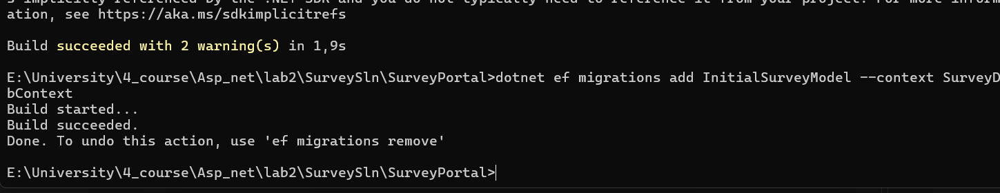 s implicitly referenced by the .NET SDK and you do not typically need to reference it from your project. For more inform
ation, see https://aka.ms/sdkimplicitrefs
Build succeeded with 2 warning(s) in 1,9s
E:\University\4_course\Asp_net\lab2\SurveySln\SurveyPortal>dotnet ef migrations add InitialSurveyModel --context SurveyD
bContext
Build started...
Build succeeded.
Done. To undo this action, use 'ef migrations remove'
E:\University\4_course\Asp_net\lab2\SurveySln\SurveyPortal>